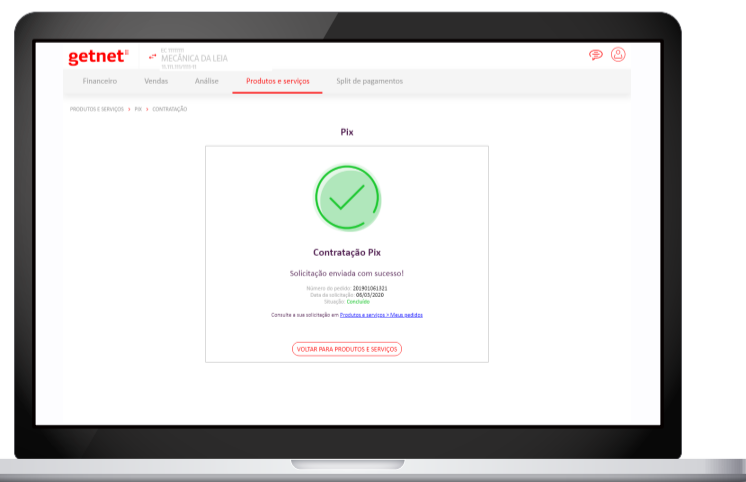 getnet
MECÂNICA DA LEIA
Financeiro Vendas Análise Produtos e serviços Split de pagamentos
PRODUTOS E SERVIÇOS > PIX > CONTRATAÇÃO
Pix
Contratação Pix
Solicitação enviada com sucesso!
Número do pedido: 201901061321
Data da solicitação: 06/03/2020
Situação: Concluído
Consulte a sua solicitação em Produtos e serviços > Meus pedidos
VOLTAR PARA PRODUTOS E SERVIÇOS